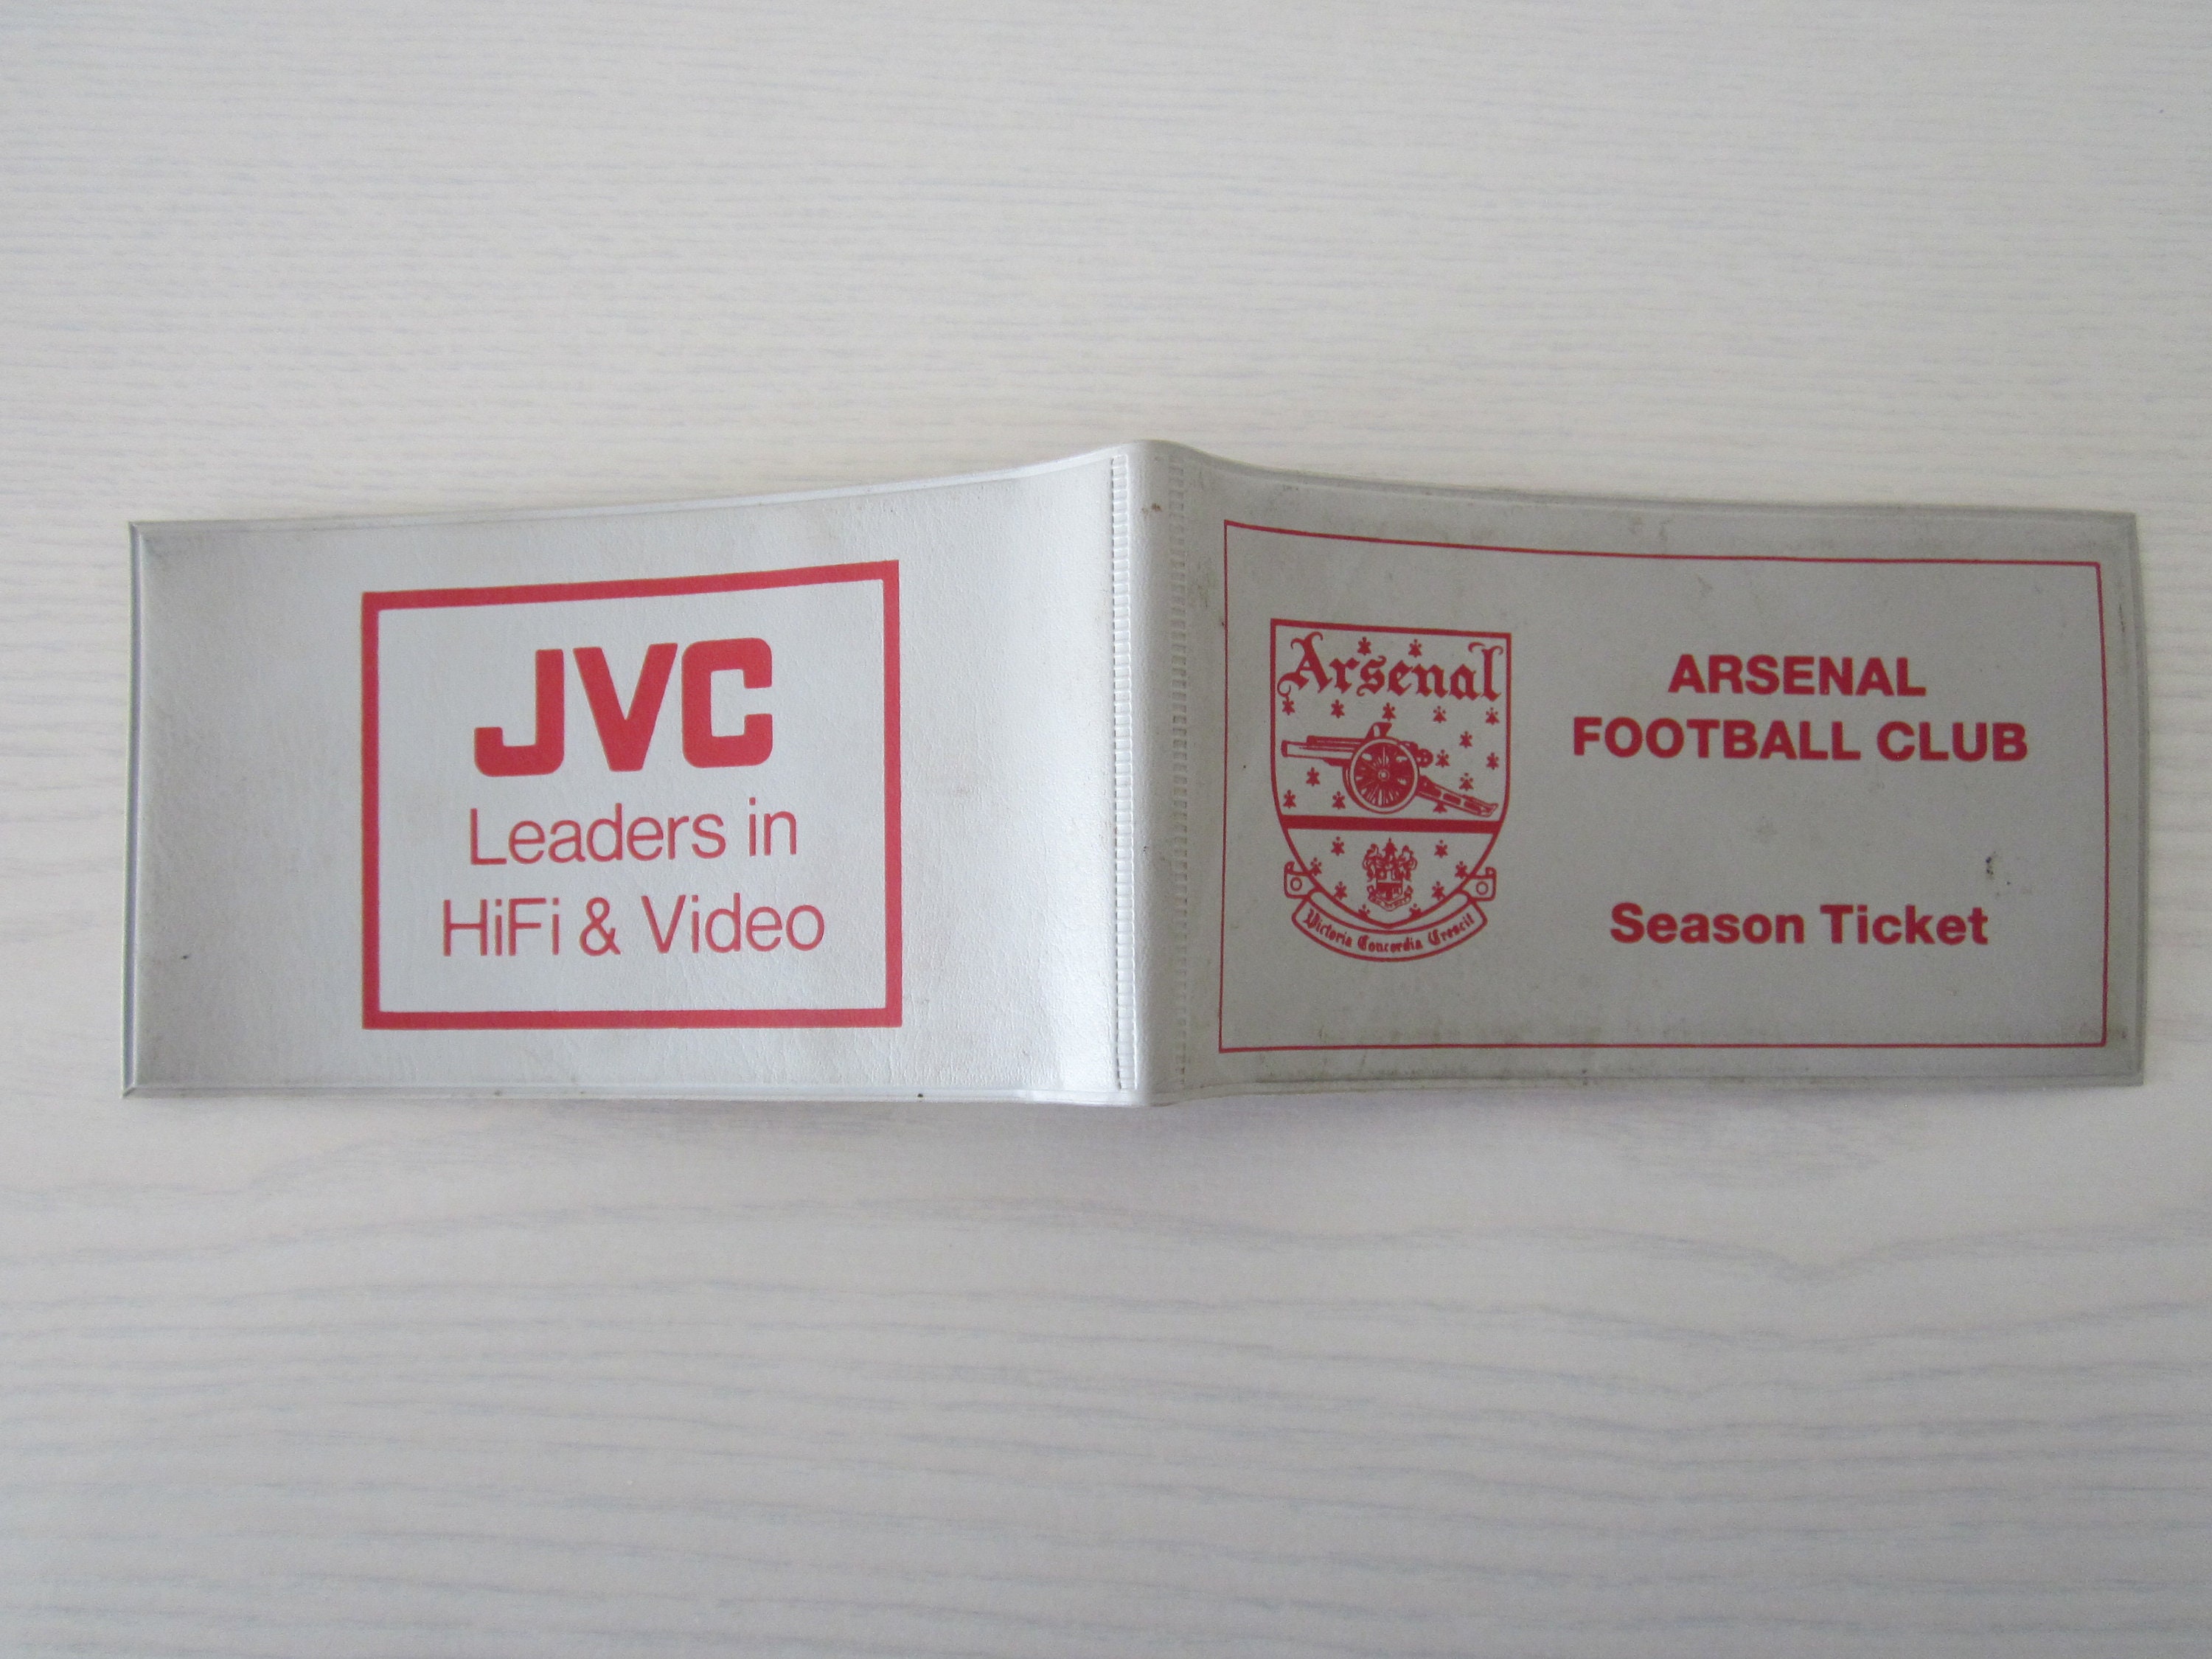 JVC
Leaders in
HiFi & Video
Arsenal
Victoria Concordia Crescit
ARSENAL
FOOTBALL CLUB
Season Ticket